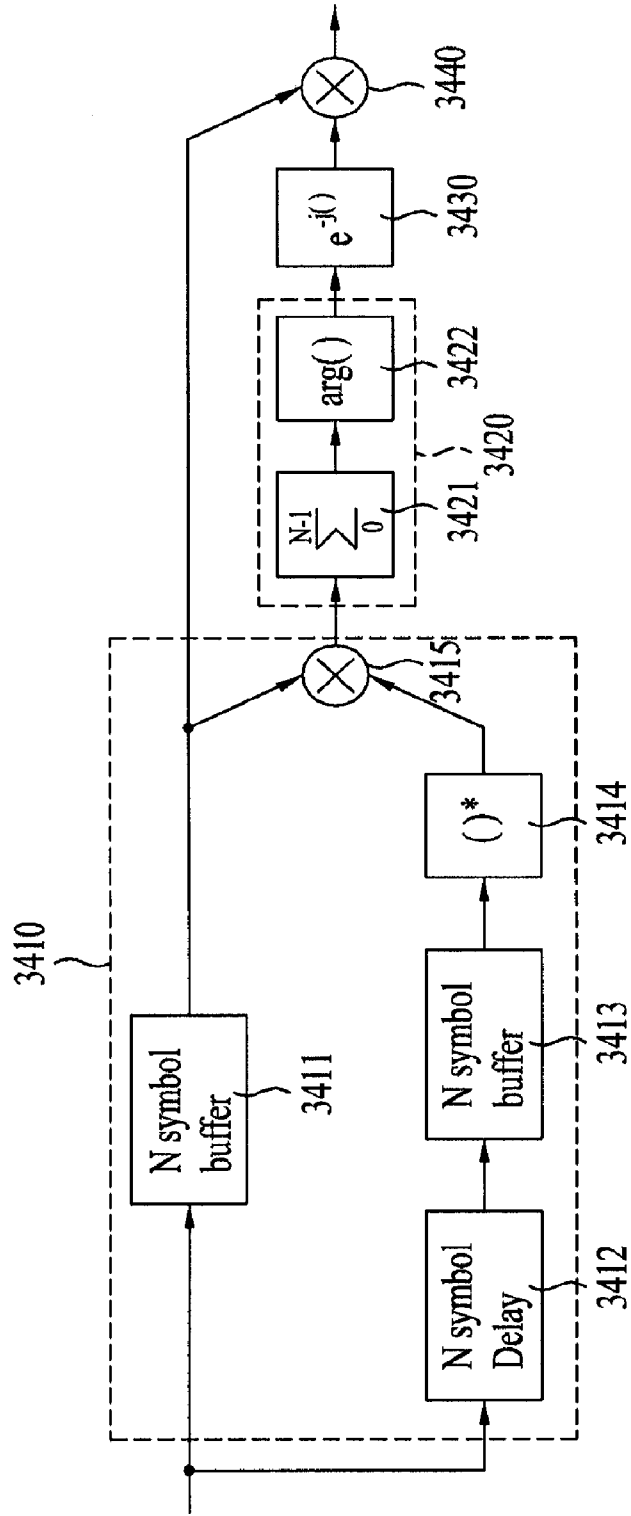 3410
N symbol
buffer
3411
N symbol
Delay
3412
N symbol
buffer
3413
( )*
3414
3415
N-1
∑
0
3421
arg( )
3422
3420
e-j( )
3430
3440